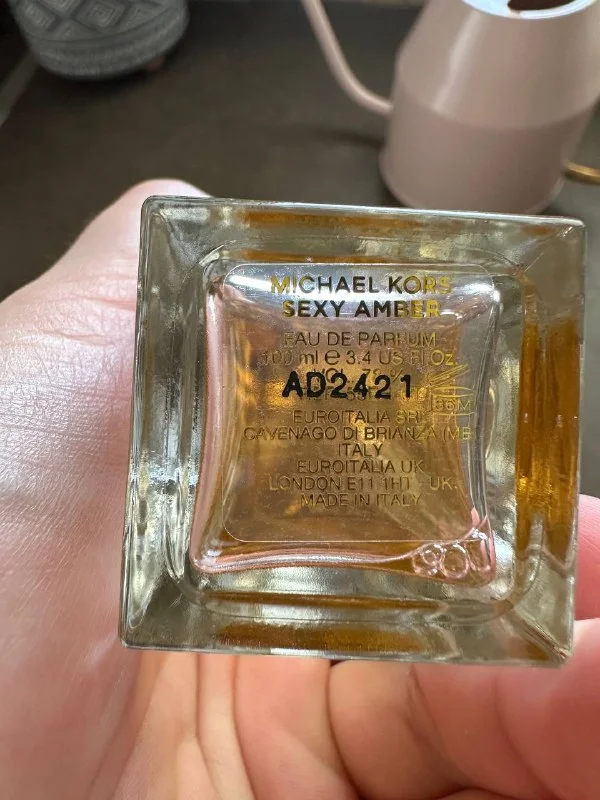 MICHAEL KORS
SEXY AMBER
EAU DE PARFUM
100 ml e 3.4 US Fl Oz
AD2421
EUROITALIA SRL
CAVENAGO DI BRIANZA (MB
ITALY
EUROITALIA UK
LONDON E11 1HT - UK
MADE IN ITALY